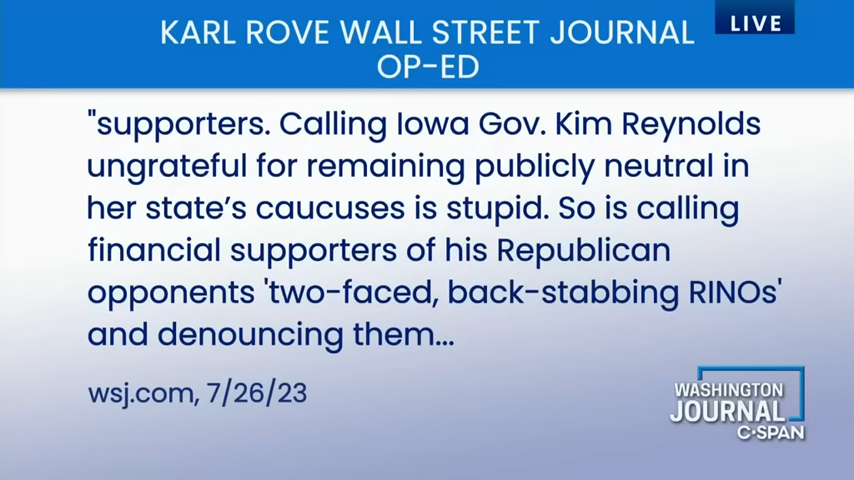 KARL ROVE WALL STREET JOURNAL
OP-ED
LIVE
"supporters. Calling Iowa Gov. Kim Reynolds
ungrateful for remaining publicly neutral in
her state’s caucuses is stupid. So is calling
financial supporters of his Republican
opponents 'two-faced, back-stabbing RINOs'
and denouncing them...
wsj.com, 7/26/23
WASHINGTON
JOURNAL
C-SPAN